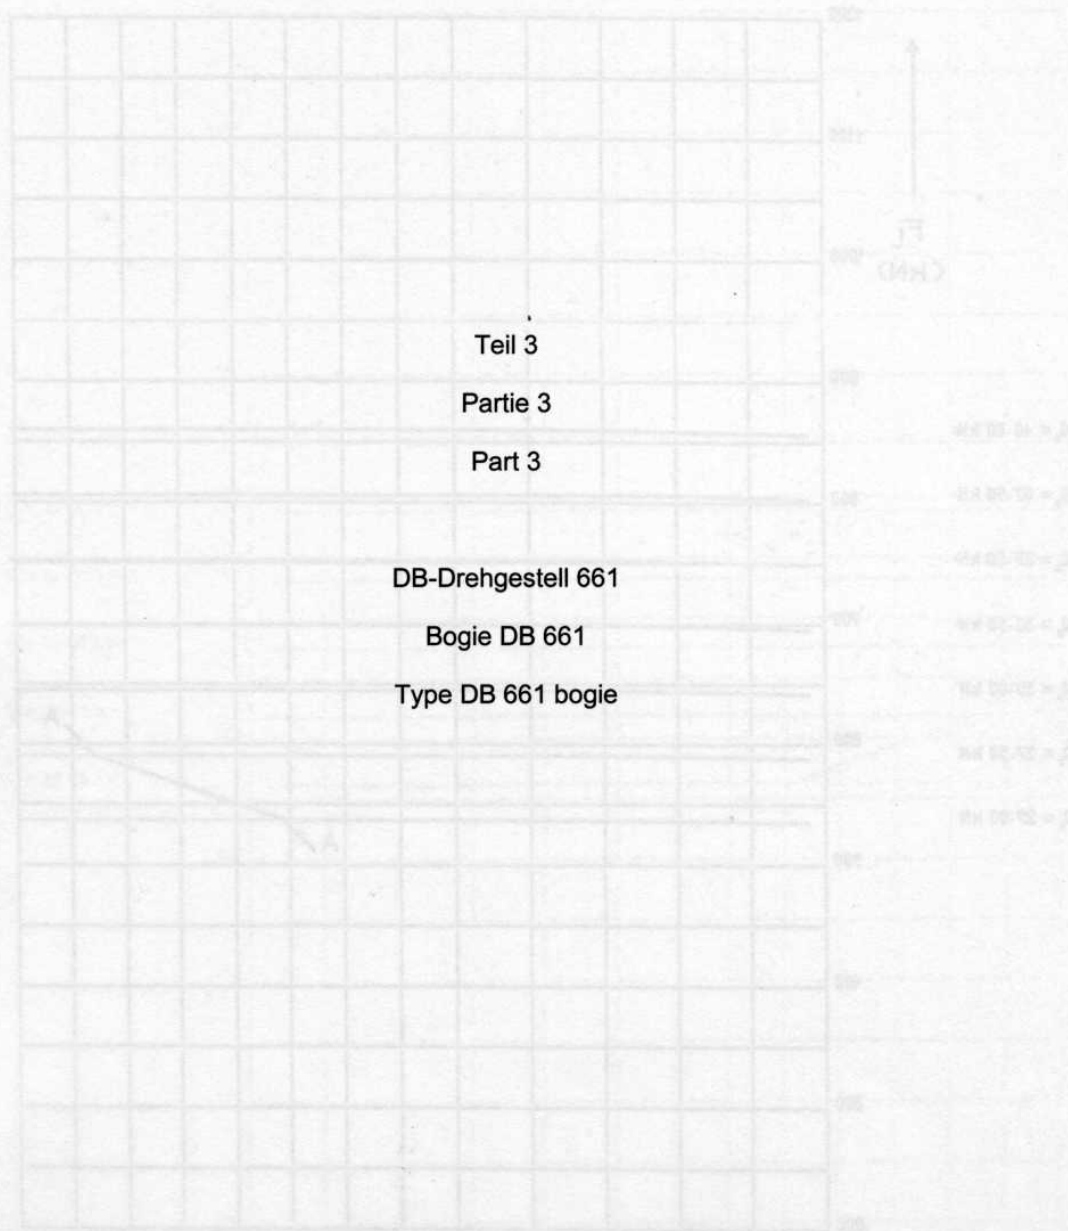 Teil 3
Partie 3
Part 3
DB-Drehgestell 661
Bogie DB 661
Type DB 661 bogie